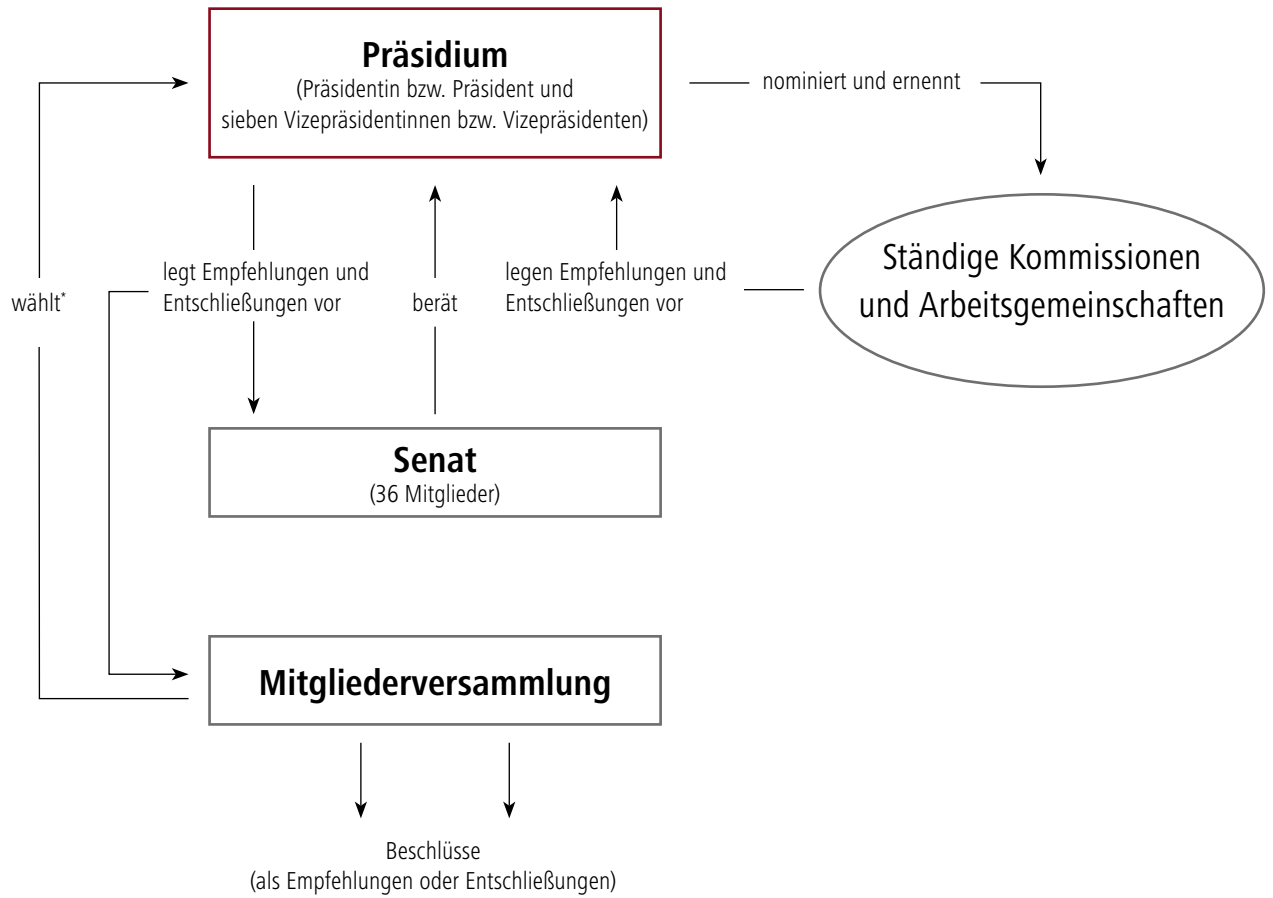 Präsidium
(Präsidentin bzw. Präsident und
sieben Vizepräsidentinnen bzw. Vizepräsidenten)
nominiert und ernennt
Ständige Kommissionen
und Arbeitsgemeinschaften
wählt*
legt Empfehlungen und
Entschließungen vor
berät
legen Empfehlungen und
Entschließungen vor
Senat
(36 Mitglieder)
Mitgliederversammlung
Beschlüsse
(als Empfehlungen oder Entschließungen)